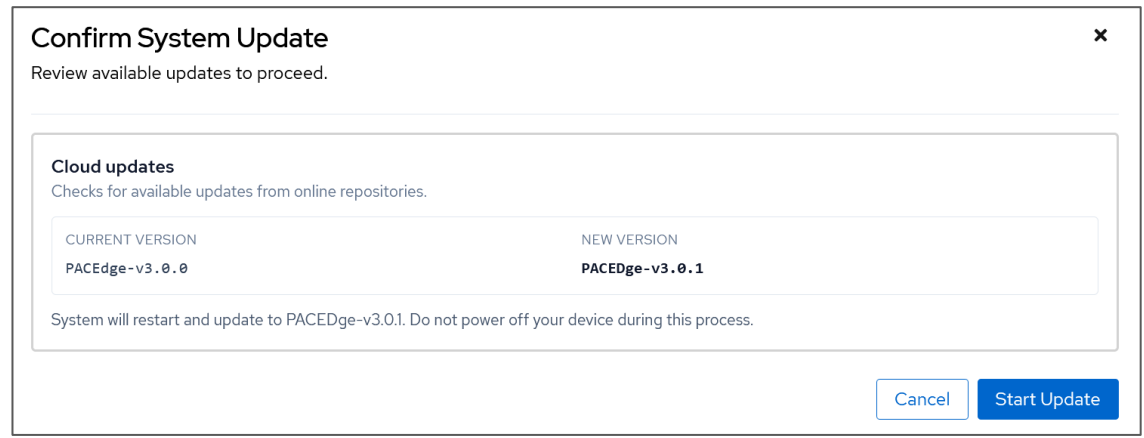 Confirm System Update
Review available updates to proceed.
Cloud updates
Checks for available updates from online repositories.
CURRENT VERSION
PACEdge-v3.0.0
NEW VERSION
PACEDge-v3.0.1
System will restart and update to PACEDge-v3.0.1. Do not power off your device during this process.
Cancel
Start Update